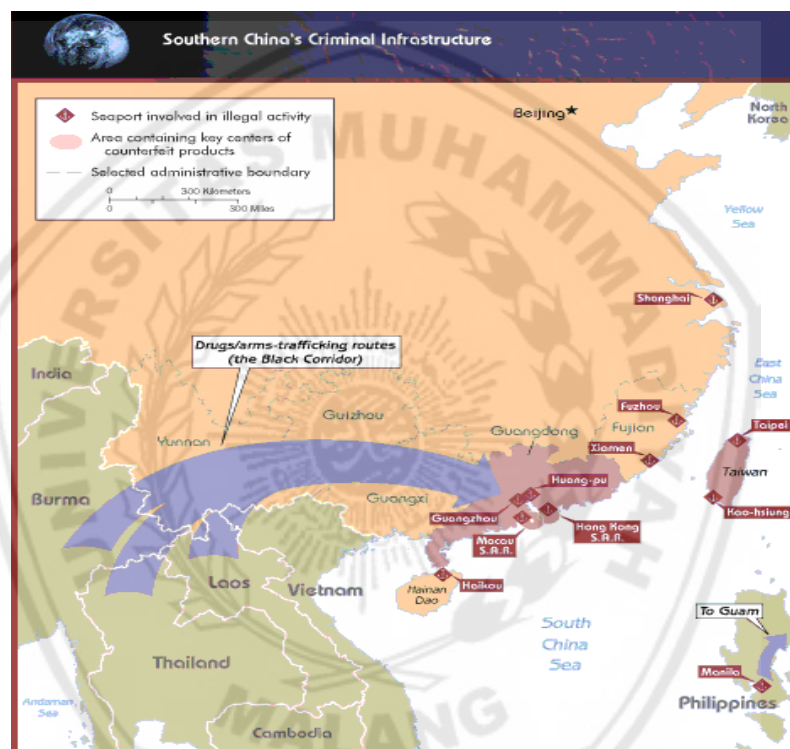 Southern China's Criminal Infrastructure
Seaport involved in illegal activity
Area containing key centers of
counterfeit products
Selected administrative boundary
0 300 Kilometers
0 300 Miles
Beijing
North
Korea
Yellow
Sea
Shanghai
Drugs/arms-trafficking routes
(the Black Corridor)
India
East
China
Sea
Guizhou
Fuzhou
Yunnan
Guangdong
Fujian
Taipei
Xiamen
Taiwan
Burma
Huang-pu
Guangxi
Guangzhou
Kao-hsiung
Macau
S.A.R.
Hong Kong
S.A.R.
Laos
Vietnam
Haikou
Hainan
Dao
To Guam
South
China
Sea
Thailand
Manila
Philippines
Andaman
Sea
Cambodia
UNIVERSITAS MUHAMMADIYAH
MALANG